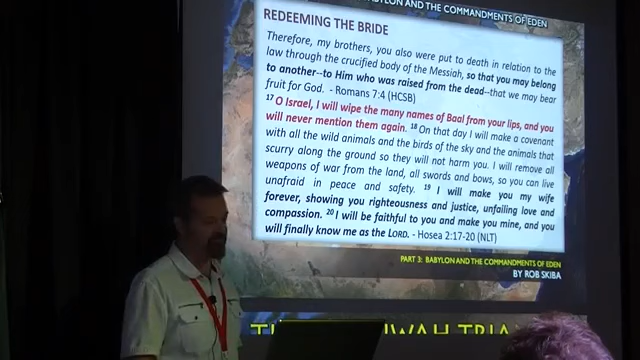 BABYLON AND THE COMMANDMENTS OF EDEN
REDEEMING THE BRIDE
Therefore, my brothers, you also were put to death in relation to the
law through the crucified body of the Messiah, so that you may belong
to another--to Him who was raised from the dead--that we may bear
fruit for God. - Romans 7:4 (HCSB)
17 O Israel, I will wipe the many names of Baal from your lips, and you
will never mention them again. 18 On that day I will make a covenant
with all the wild animals and the birds of the sky and the animals that
scurry along the ground so they will not harm you. I will remove all
weapons of war from the land, all swords and bows, so you can live
unafraid in peace and safety. 19 I will make you my wife
forever, showing you righteousness and justice, unfailing love and
compassion. 20 I will be faithful to you and make you mine, and you
will finally know me as the LORD. - Hosea 2:17-20 (NLT)
PART 3: BABYLON AND THE COMMANDMENTS OF EDEN
BY ROB SKIBA